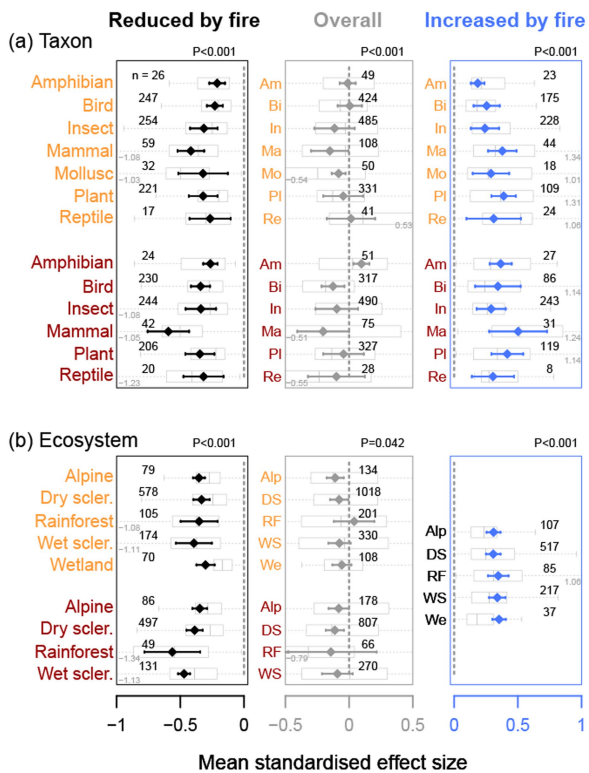 Reduced by fire Overall Increased by fire
(a) Taxon P<0.001 P<0.001 P<0.001
Amphibian n = 26 Am 49 Am 23
Bird 247 Bi 424 Bi 175
Insect 254 In 485 In 228
Mammal 59 −1.08 Ma 108 Ma 44 1.34
Mollusc 32 −1.03 Mo −0.54 50 Mo 18 1.01
Plant 221 Pl 331 Pl 109 1.31
Reptile 17 Re 41 0.53 Re 24 1.06
Amphibian 24 Am 51 Am 27
Bird 230 Bi 317 Bi 86 1.14
Insect 244 −1.08 In 490 In 243
Mammal 42 −1.05 Ma −0.51 75 Ma 31 1.24
Plant 206 Pl 327 Pl 119 1.14
Reptile 20 −1.23 Re −0.55 28 Re 8
(b) Ecosystem P<0.001 P=0.042 P<0.001
Alpine 79 Alp 134
Dry scler. 578 DS 1018
Rainforest 105 −1.08 RF 201
Wet scler. 174 −1.11 WS 330
Wetland 70 We 108
Alp 107
DS 517
RF 85 1.06
WS 217
We 37
Alpine 86 Alp 178
Dry scler. 497 DS 807
Rainforest 49 −1.34 RF −0.79 66
Wet scler. 131 −1.13 WS 270
−1 −0.5 0 −0.5 0 0.5 0 0.5 1
Mean standardised effect size